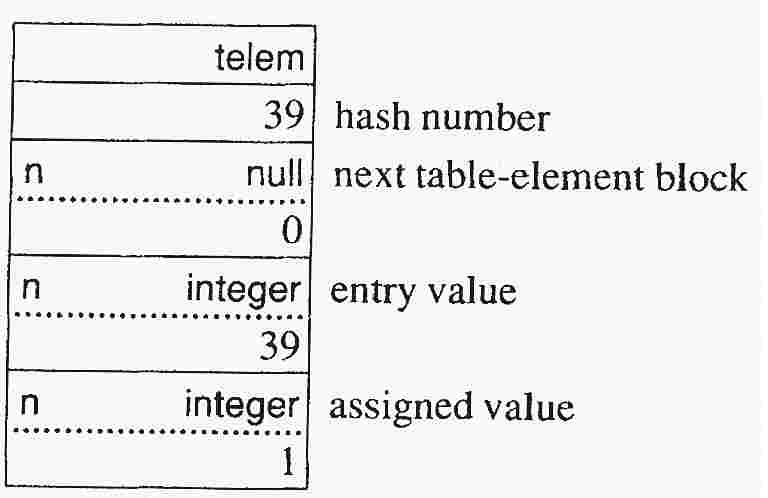 telem
39 hash number
n null next table-element block
0
n integer entry value
39
n integer assigned value
1